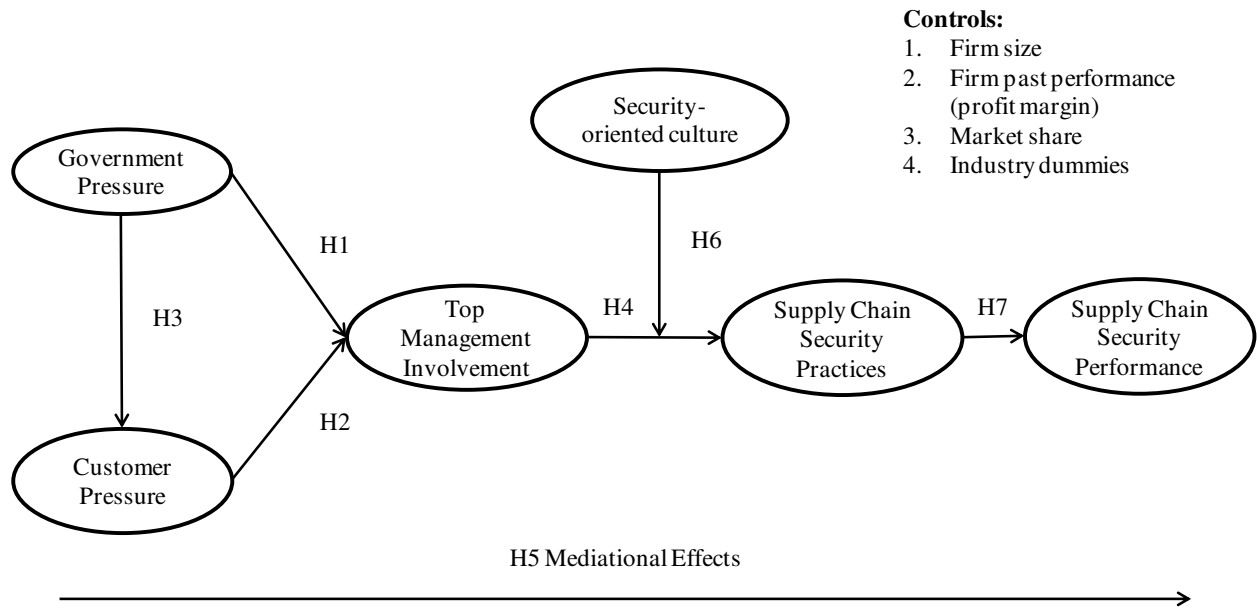 Controls:
1. Firm size
2. Firm past performance
(profit margin)
3. Market share
4. Industry dummies
Security-
oriented culture
Government
Pressure
H1
H6
H3
Top
Management
Involvement
H4
Supply Chain
Security
Practices
H7
Supply Chain
Security
Performance
H2
Customer
Pressure
H5 Mediational Effects